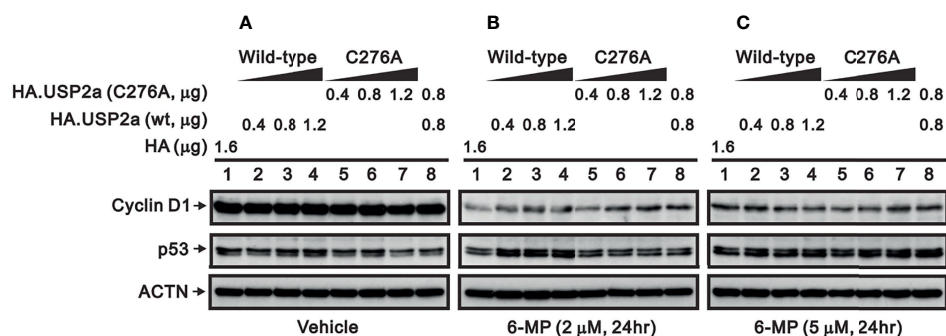 A B C
Wild-type C276A Wild-type C276A Wild-type C276A
HA.USP2a (C276A, μg) 0.4 0.8 1.2 0.8 0.4 0.8 1.2 0.8 0.4 0.8 1.2 0.8
HA.USP2a (wt, μg) 0.4 0.8 1.2 0.8 0.4 0.8 1.2 0.8 0.4 0.8 1.2 0.8
HA (μg) 1.6 1.6 1.6
1 2 3 4 5 6 7 8 1 2 3 4 5 6 7 8 1 2 3 4 5 6 7 8
Cyclin D1
p53
ACTN
Vehicle 6-MP (2 μM, 24hr) 6-MP (5 μM, 24hr)